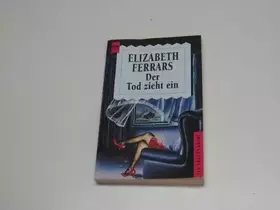 ELIZABETH
FERRARS
Der
Tod zieht ein